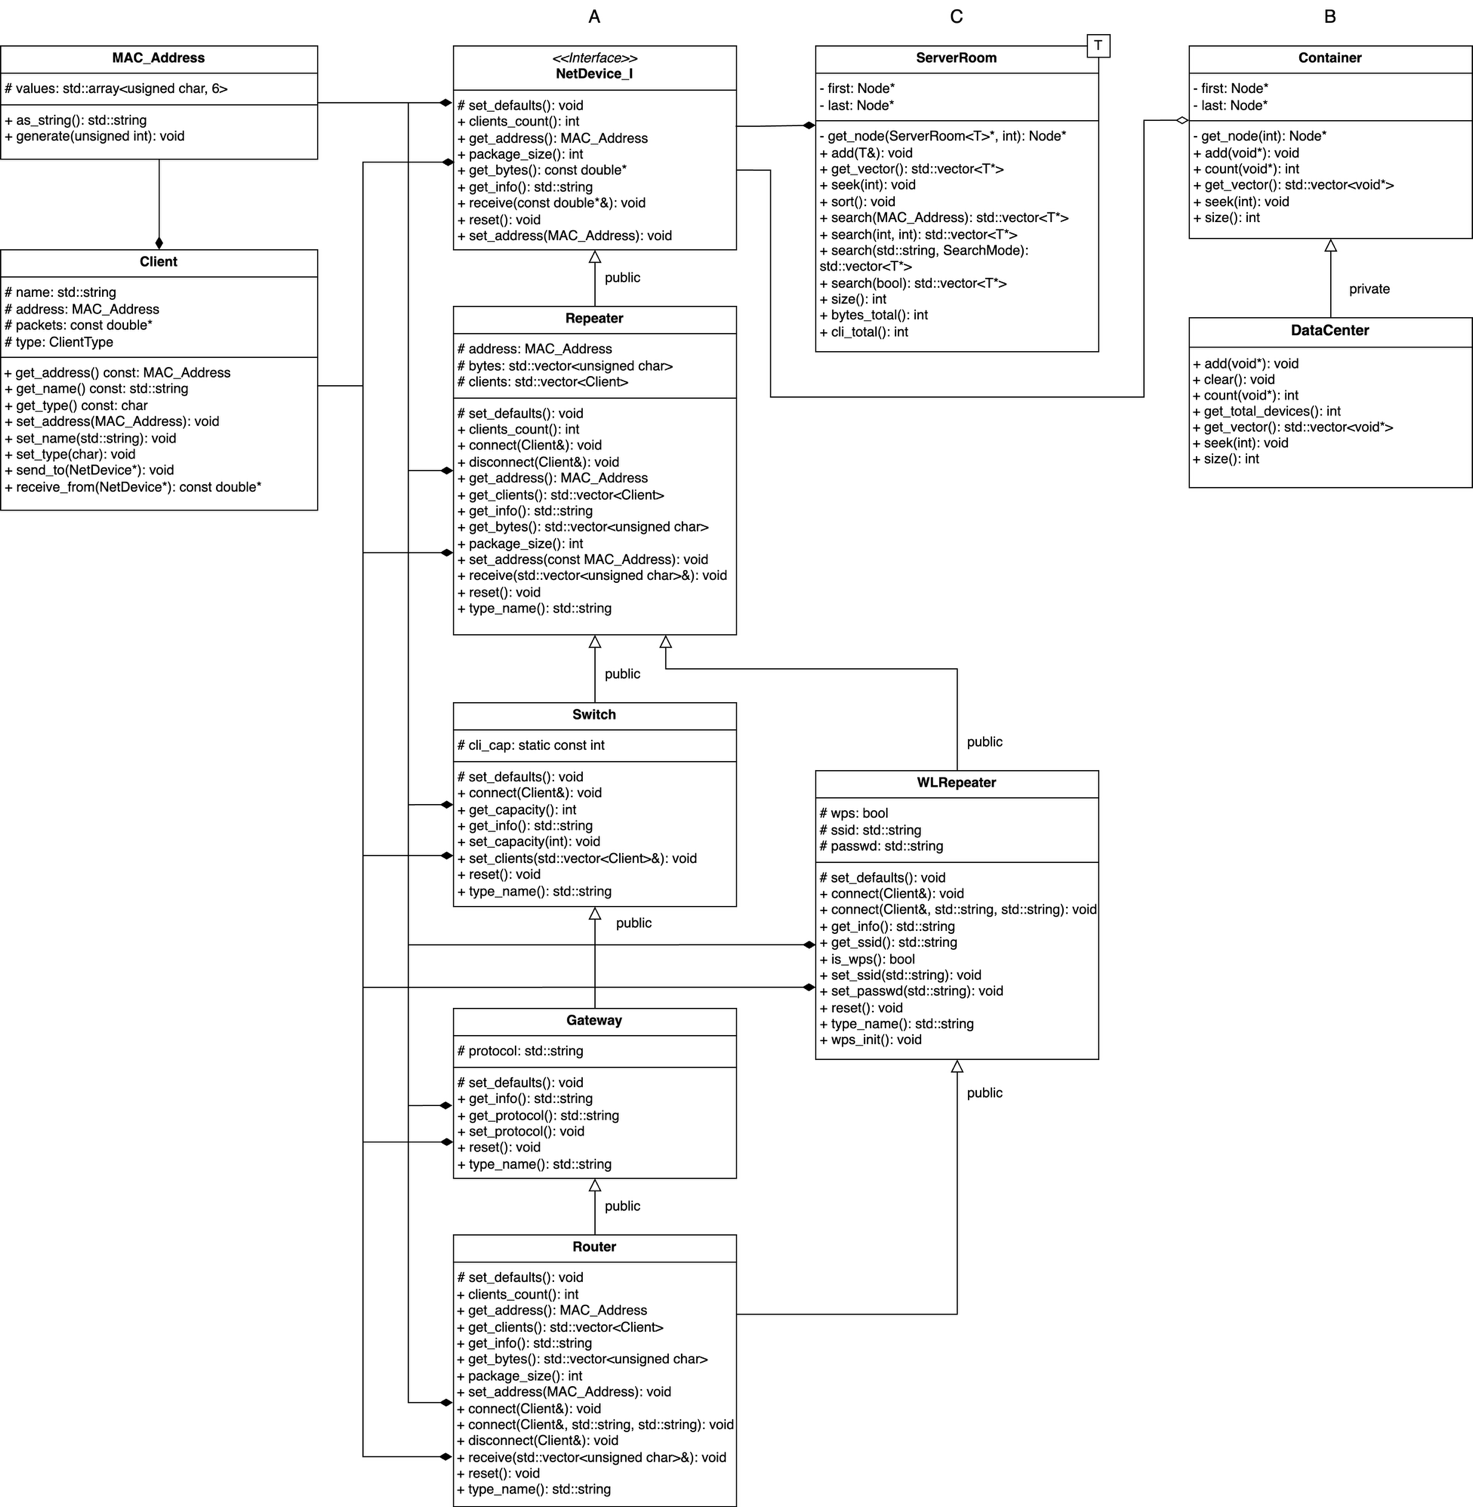 A
C
B
MAC_Address
# values: std::array<usigned char, 6>
+ as_string(): std::string
+ generate(unsigned int): void
Client
# name: std::string
# address: MAC_Address
# packets: const double*
# type: ClientType
+ get_address() const: MAC_Address
+ get_name() const: std::string
+ get_type() const: char
+ set_address(MAC_Address): void
+ set_name(std::string): void
+ set_type(char): void
+ send_to(NetDevice*): void
+ receive_from(NetDevice*): const double*
<<Interface>>
NetDevice_I
# set_defaults(): void
+ clients_count(): int
+ get_address(): MAC_Address
+ package_size(): int
+ get_bytes(): const double*
+ get_info(): std::string
+ receive(const double*&): void
+ reset(): void
+ set_address(MAC_Address): void
public
Repeater
# address: MAC_Address
# bytes: std::vector<unsigned char>
# clients: std::vector<Client>
# set_defaults(): void
+ clients_count(): int
+ connect(Client&): void
+ disconnect(Client&): void
+ get_address(): MAC_Address
+ get_clients(): std::vector<Client>
+ get_info(): std::string
+ get_bytes(): std::vector<unsigned char>
+ package_size(): int
+ set_address(const MAC_Address): void
+ receive(std::vector<unsigned char>&): void
+ reset(): void
+ type_name(): std::string
public
Switch
# cli_cap: static const int
# set_defaults(): void
+ connect(Client&): void
+ get_capacity(): int
+ get_info(): std::string
+ set_capacity(int): void
+ set_clients(std::vector<Client>&): void
+ reset(): void
+ type_name(): std::string
public
Gateway
# protocol: std::string
# set_defaults(): void
+ get_info(): std::string
+ get_protocol(): std::string
+ set_protocol(): void
+ reset(): void
+ type_name(): std::string
public
Router
# set_defaults(): void
+ clients_count(): int
+ get_address(): MAC_Address
+ get_clients(): std::vector<Client>
+ get_info(): std::string
+ get_bytes(): std::vector<unsigned char>
+ package_size(): int
+ set_address(MAC_Address): void
+ connect(Client&): void
+ connect(Client&, std::string, std::string): void
+ disconnect(Client&): void
+ receive(std::vector<unsigned char>&): void
+ reset(): void
+ type_name(): std::string
T
ServerRoom
- first: Node*
- last: Node*
- get_node(ServerRoom<T>*, int): Node*
+ add(T&): void
+ get_vector(): std::vector<T*>
+ seek(int): void
+ sort(): void
+ search(MAC_Address): std::vector<T*>
+ search(int, int): std::vector<T*>
+ search(std::string, SearchMode):
std::vector<T*>
+ search(bool): std::vector<T*>
+ size(): int
+ bytes_total(): int
+ cli_total(): int
public
WLRepeater
# wps: bool
# ssid: std::string
# passwd: std::string
# set_defaults(): void
+ connect(Client&): void
+ connect(Client&, std::string, std::string): void
+ get_info(): std::string
+ get_ssid(): std::string
+ is_wps(): bool
+ set_ssid(std::string): void
+ set_passwd(std::string): void
+ reset(): void
+ type_name(): std::string
+ wps_init(): void
public
Container
- first: Node*
- last: Node*
- get_node(int): Node*
+ add(void*): void
+ count(void*): int
+ get_vector(): std::vector<void*>
+ seek(int): void
+ size(): int
private
DataCenter
+ add(void*): void
+ clear(): void
+ count(void*): int
+ get_total_devices(): int
+ get_vector(): std::vector<void*>
+ seek(int): void
+ size(): int